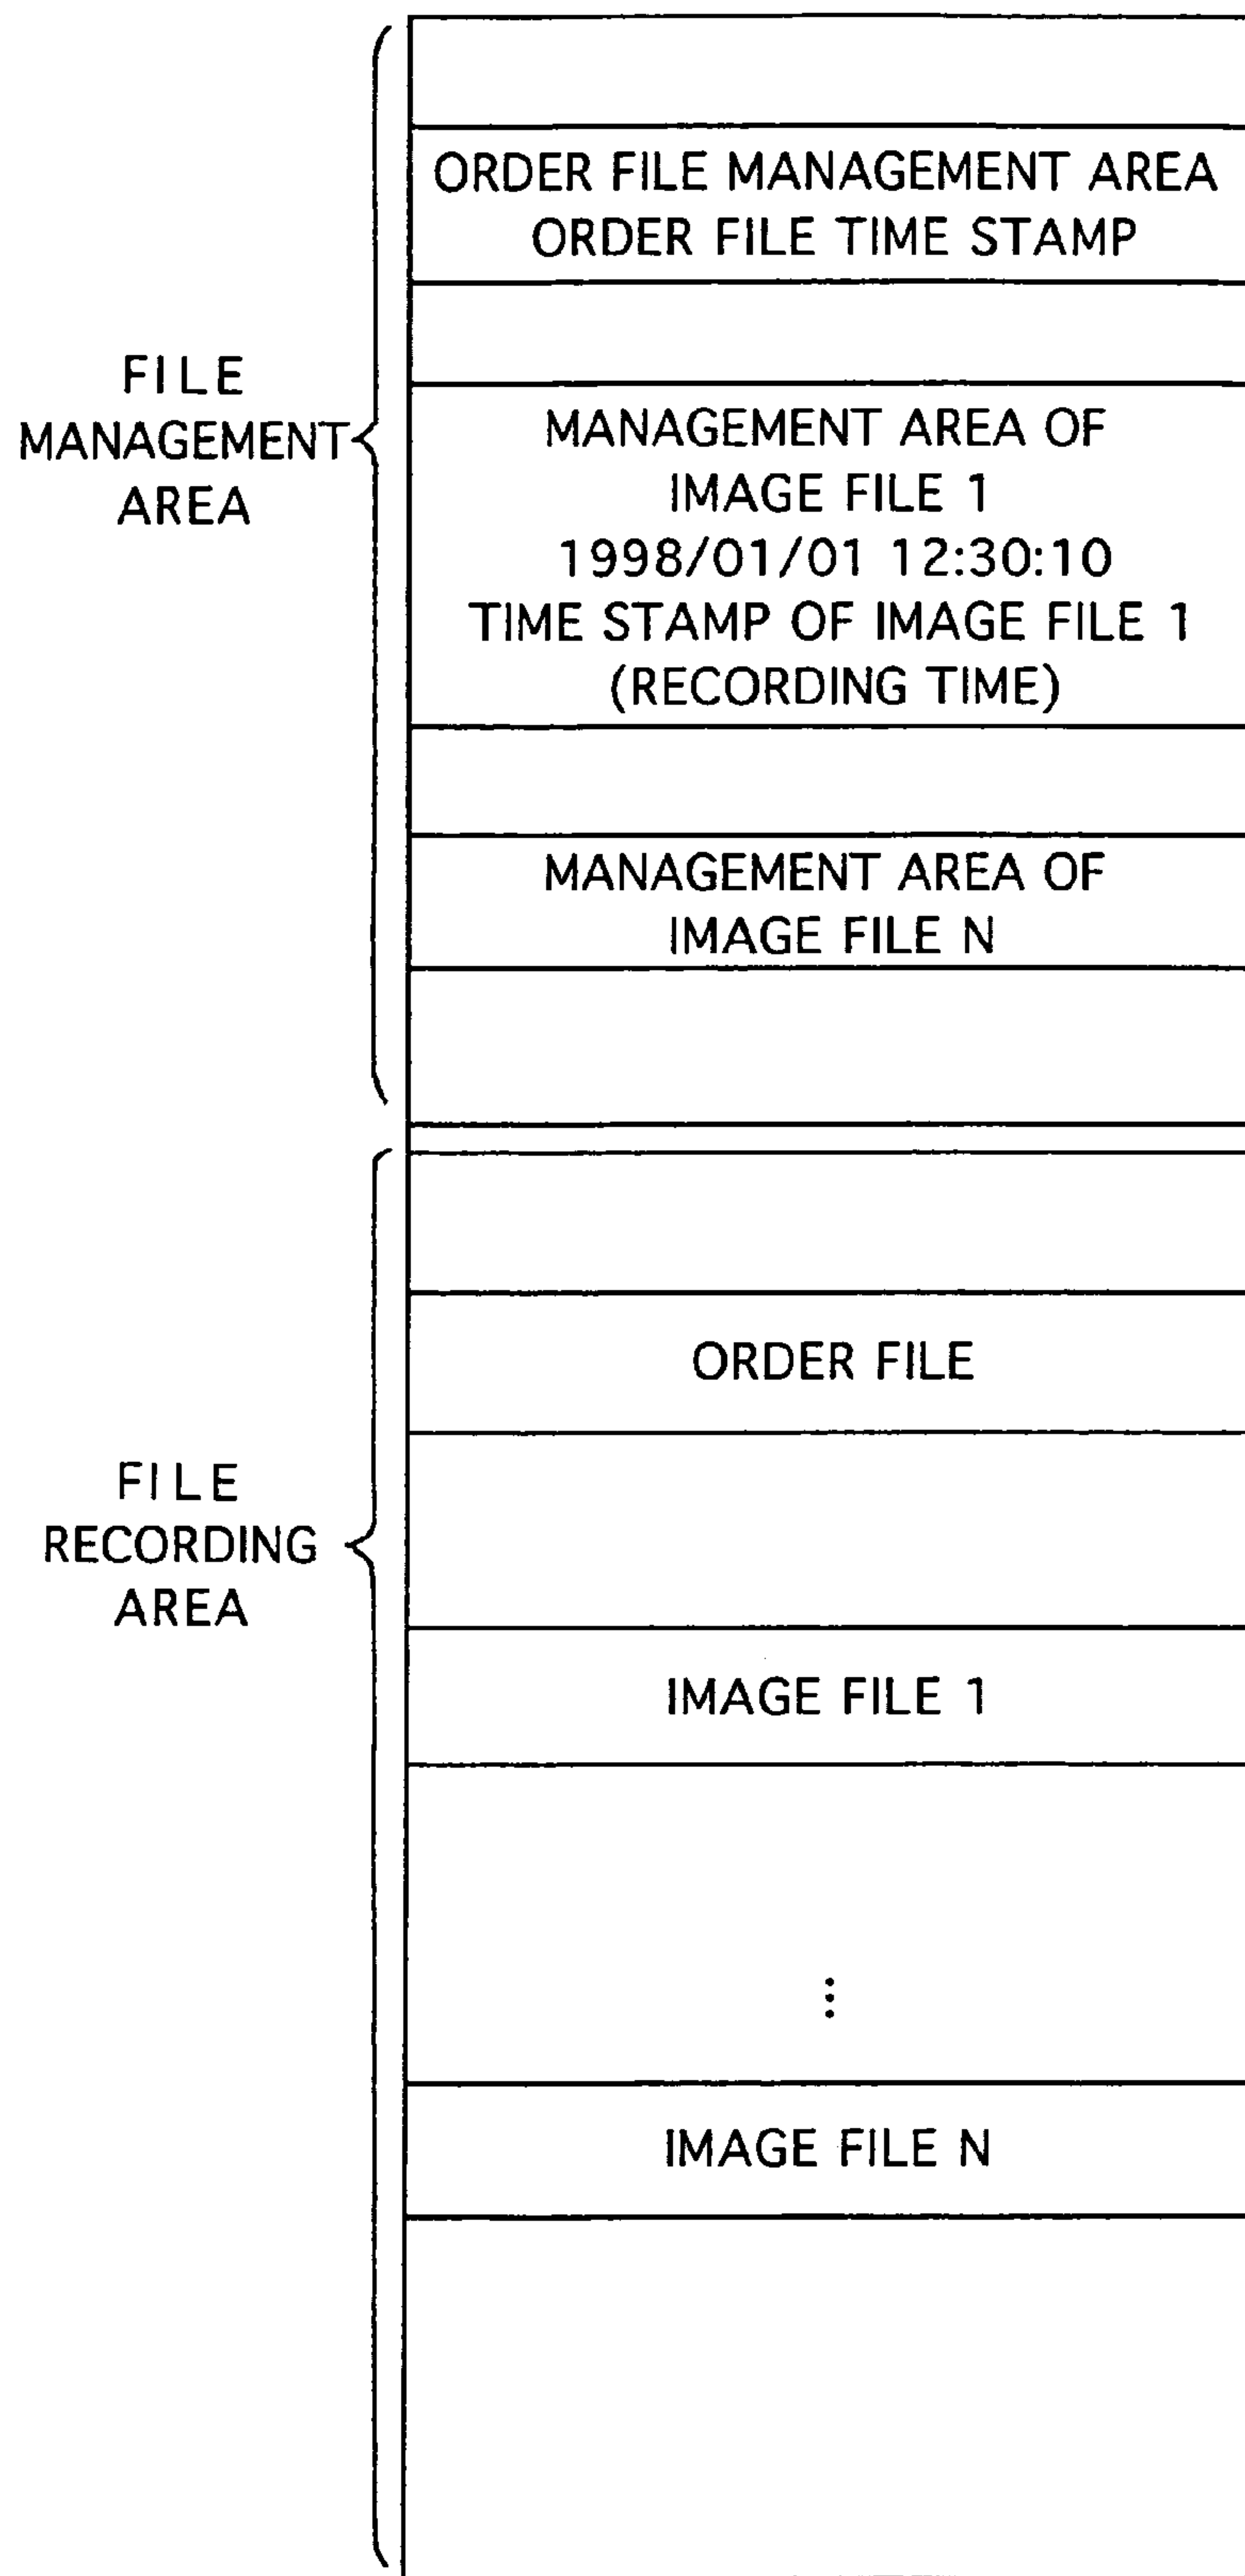 FILE
MANAGEMENT
AREA
ORDER FILE MANAGEMENT AREA
ORDER FILE TIME STAMP
MANAGEMENT AREA OF
IMAGE FILE 1
1998/01/01 12:30:10
TIME STAMP OF IMAGE FILE 1
(RECORDING TIME)
MANAGEMENT AREA OF
IMAGE FILE N
FILE
RECORDING
AREA
ORDER FILE
IMAGE FILE 1
⋮
IMAGE FILE N